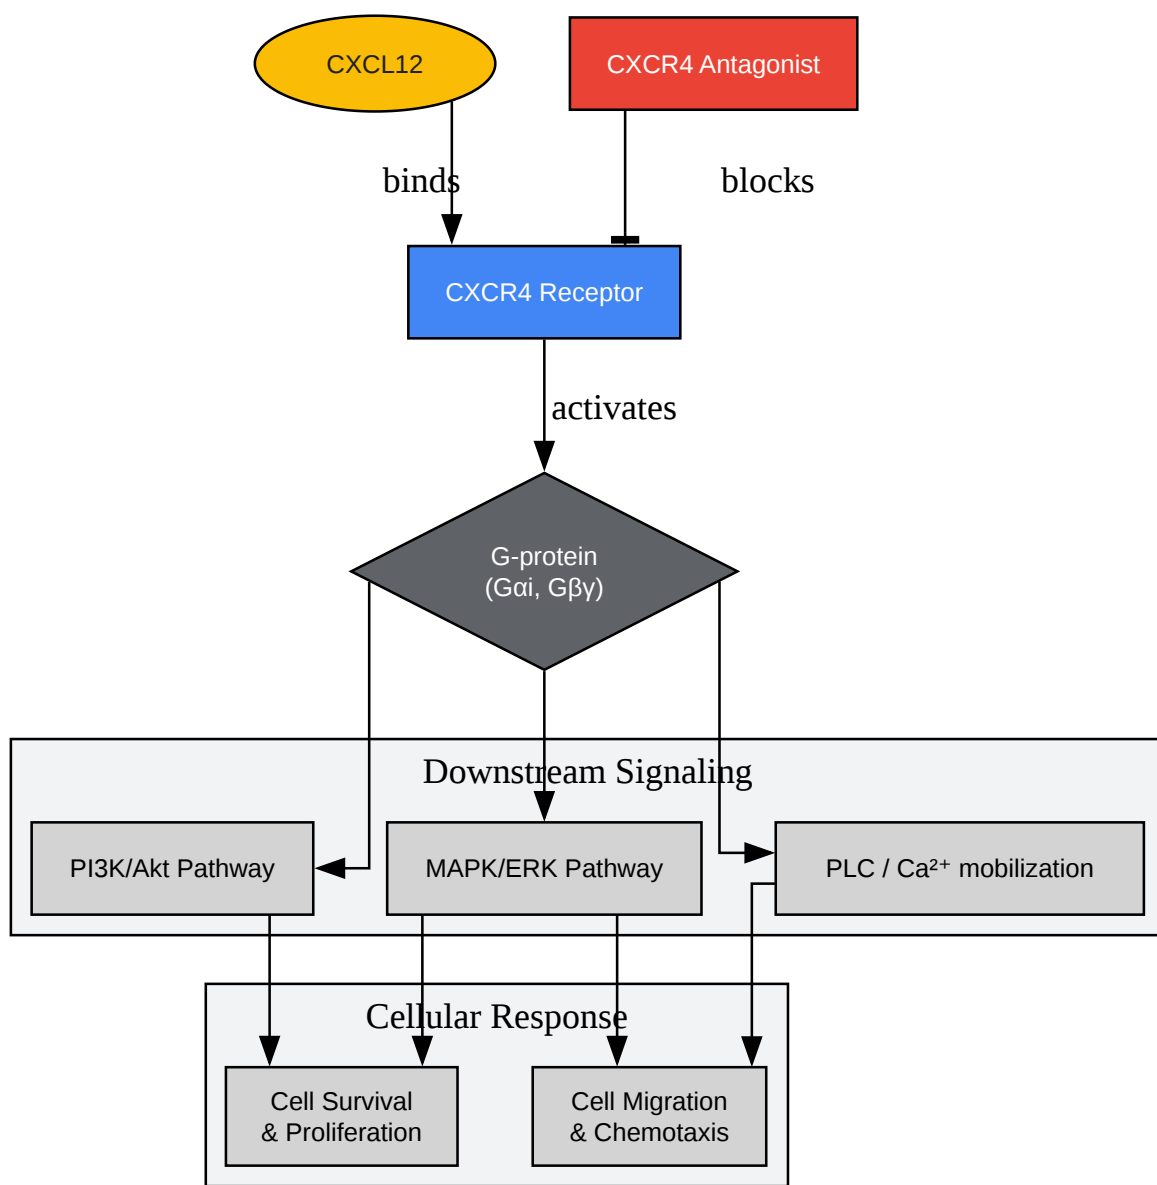 CXCL12
CXCR4 Antagonist
binds
blocks
CXCR4 Receptor
activates
G-protein
(Gαi, Gβγ)
Downstream Signaling
PI3K/Akt Pathway
MAPK/ERK Pathway
PLC / Ca²⁺ mobilization
Cellular Response
Cell Survival
& Proliferation
Cell Migration
& Chemotaxis